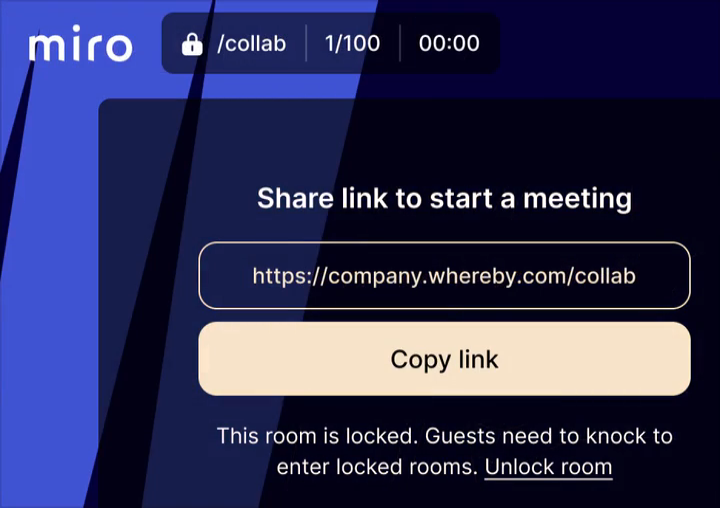 miro
/collab 1/100 00:00
Share link to start a meeting
https://company.whereby.com/collab
Copy link
This room is locked. Guests need to knock to
enter locked rooms. Unlock room